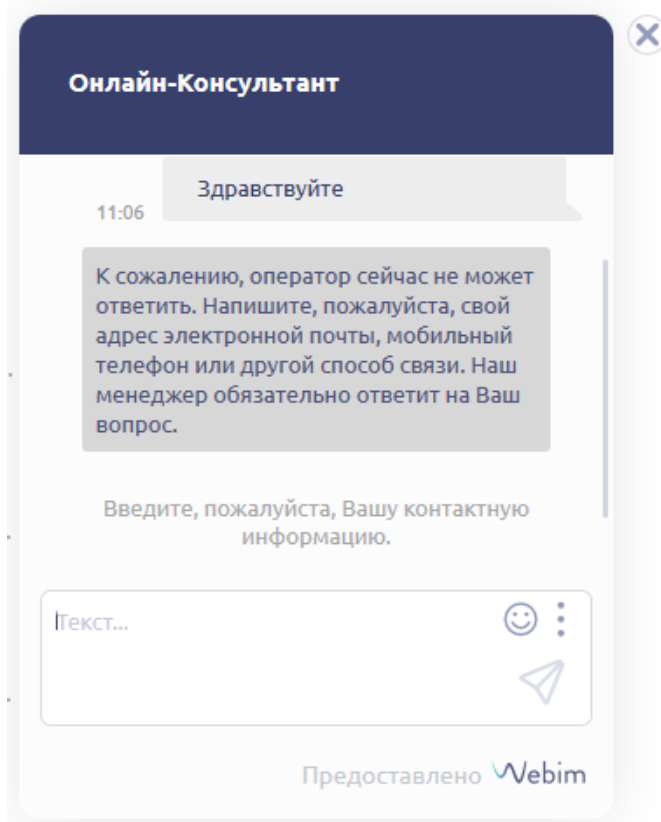 Онлайн-Консультант
Здравствуйте
11:06
К сожалению, оператор сейчас не может
ответить. Напишите, пожалуйста, свой
адрес электронной почты, мобильный
телефон или другой способ связи. Наш
менеджер обязательно ответит на Ваш
вопрос.
Введите, пожалуйста, Вашу контактную
информацию.
Текст...
Предоставлено Webim